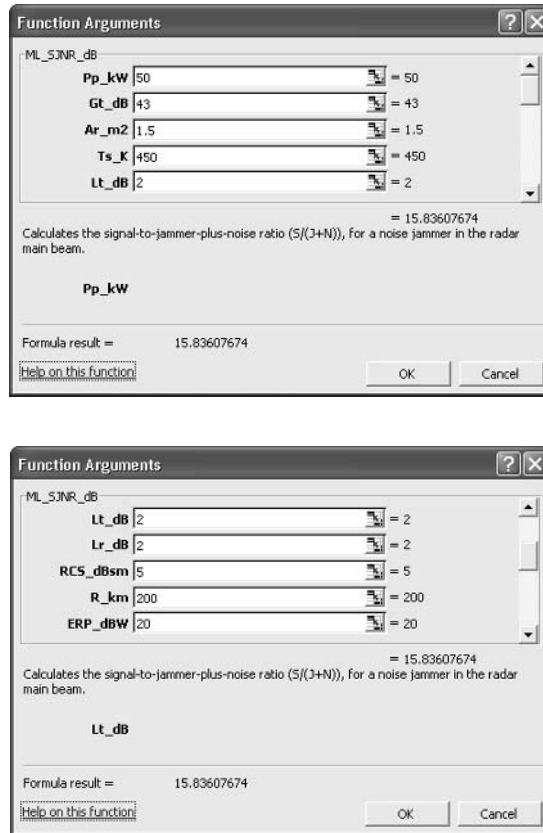 Function Arguments
ML_SJNR_dB
Pp_kW 50 = 50
Gt_dB 43 = 43
Ar_m2 1.5 = 1.5
Ts_K 450 = 450
Lt_dB 2 = 2
= 15.83607674
Calculates the signal-to-jammer-plus-noise ratio (S/(J+N)), for a noise jammer in the radar
main beam.
Pp_kW
Formula result = 15.83607674
Help on this function OK Cancel
Function Arguments
ML_SJNR_dB
Lt_dB 2 = 2
Lr_dB 2 = 2
RCS_dBsm 5 = 5
R_km 200 = 200
ERP_dBW 20 = 20
= 15.83607674
Calculates the signal-to-jammer-plus-noise ratio (S/(J+N)), for a noise jammer in the radar
main beam.
Lt_dB
Formula result = 15.83607674
Help on this function OK Cancel